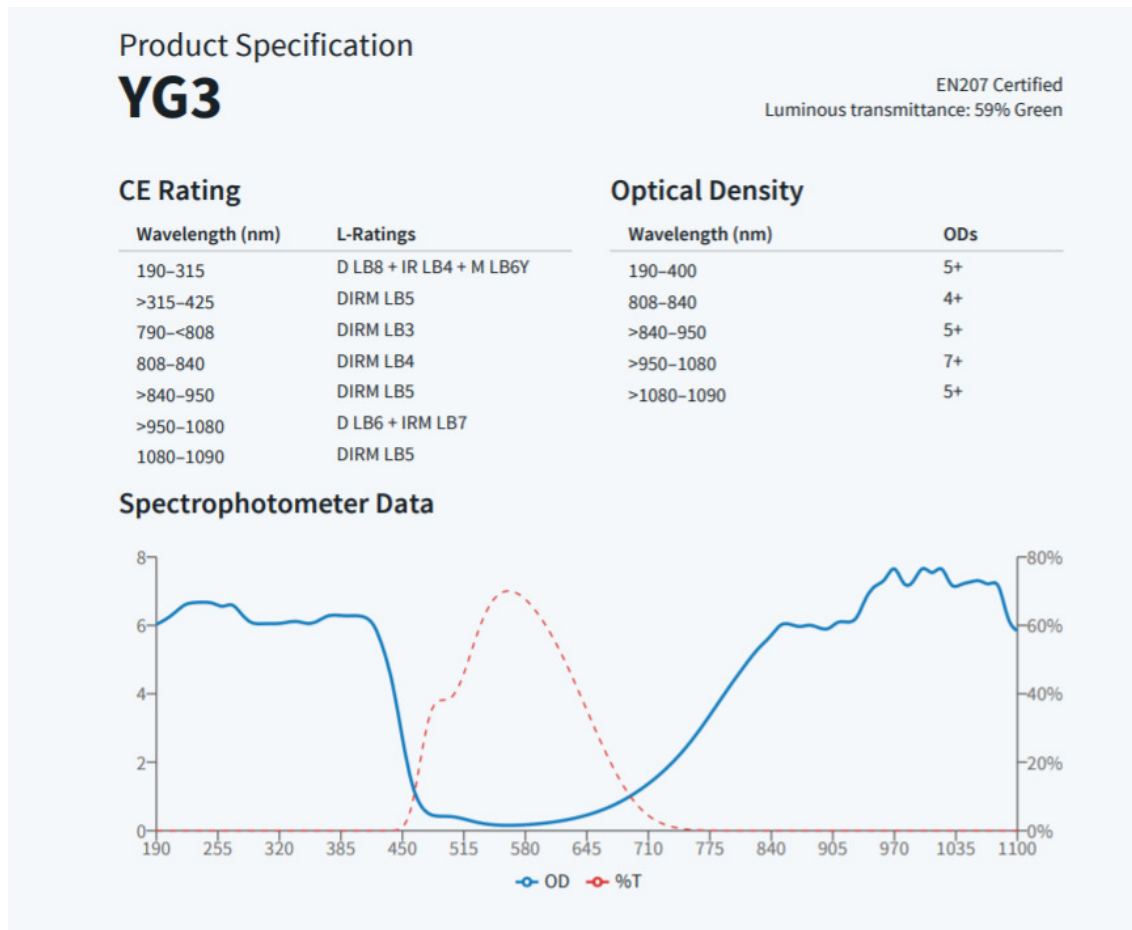 Product Specification
YG3
EN207 Certified
Luminous transmittance: 59% Green
CE Rating
Wavelength (nm) L-Ratings
190–315 D LB8 + IR LB4 + M LB6Y
>315–425 DIRM LB5
790–<808 DIRM LB3
808–840 DIRM LB4
>840–950 DIRM LB5
>950–1080 D LB6 + IRM LB7
1080–1090 DIRM LB5
Optical Density
Wavelength (nm) ODs
190–400 5+
808–840 4+
>840–950 5+
>950–1080 7+
>1080–1090 5+
Spectrophotometer Data
8 80%
6 60%
4 40%
2 20%
0 0%
190 255 320 385 450 515 580 645 710 775 840 905 970 1035 1100
OD %T